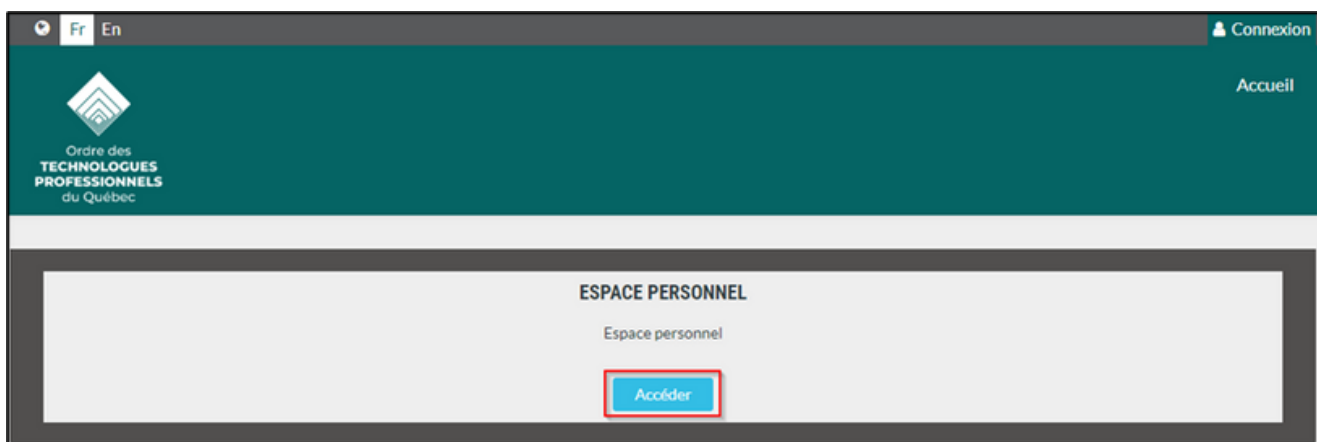 Fr En
Connexion
Accueil
Ordre des
TECHNOLOGUES
PROFESSIONNELS
du Québec
ESPACE PERSONNEL
Espace personnel
Accéder